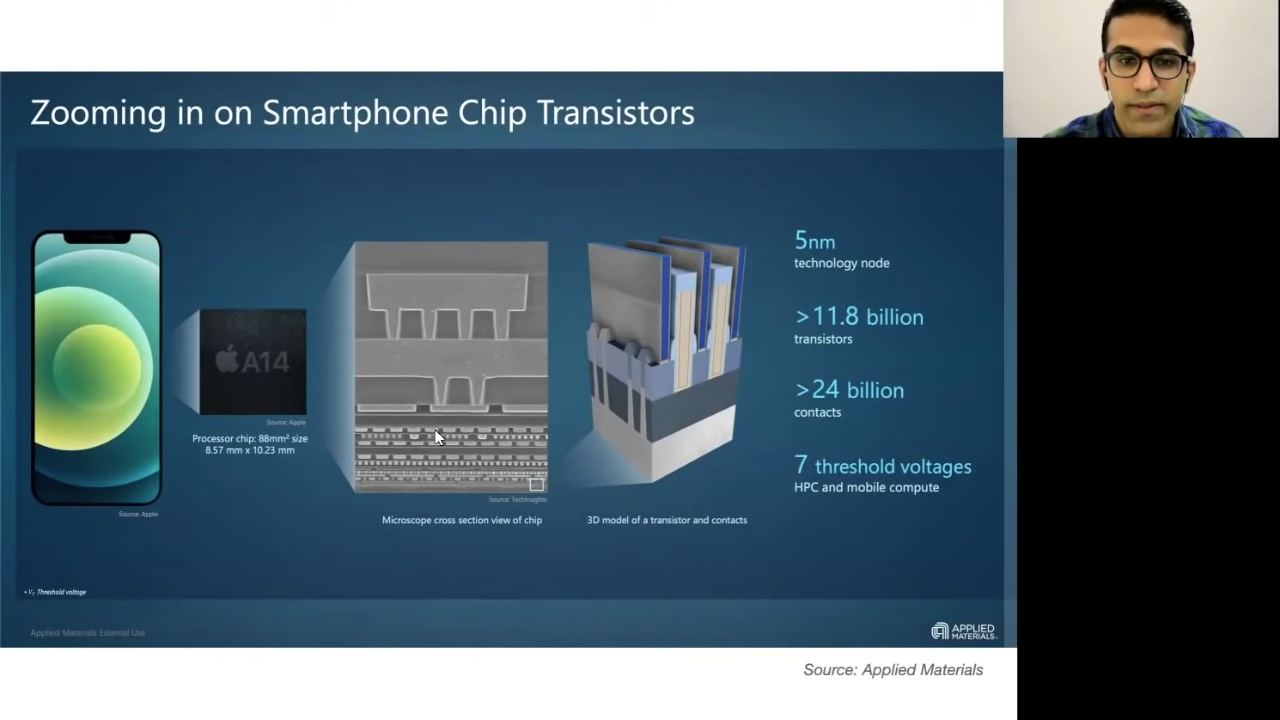 Zooming in on Smartphone Chip Transistors
A14
Source: Apple
Processor chip: 88mm² size
8.57 mm x 10.23 mm
Source: Apple
Source: TechInsights
Microscope cross section view of chip
3D model of a transistor and contacts
5nm
technology node
>11.8 billion
transistors
>24 billion
contacts
7 threshold voltages
HPC and mobile compute
• VT: Threshold voltage
Applied Materials External Use
APPLIED
MATERIALS
Source: Applied Materials